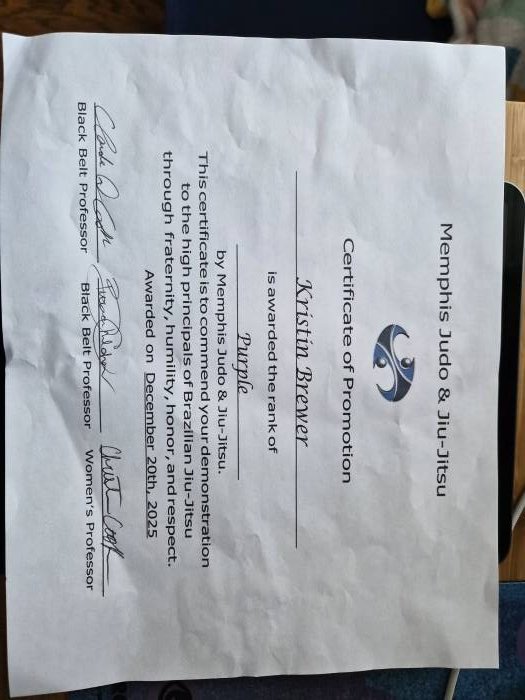 Memphis Judo & Jiu-Jitsu
Certificate of Promotion
Kristin Brewer
is awarded the rank of
Purple
by Memphis Judo & Jiu-Jitsu.
This certificate is to commend your demonstration
to the high principals of Brazilian Jiu-Jitsu
through fraternity, humility, honor, and respect.
Awarded on December 20th, 2025
Black Belt Professor
Black Belt Professor
Women's Professor